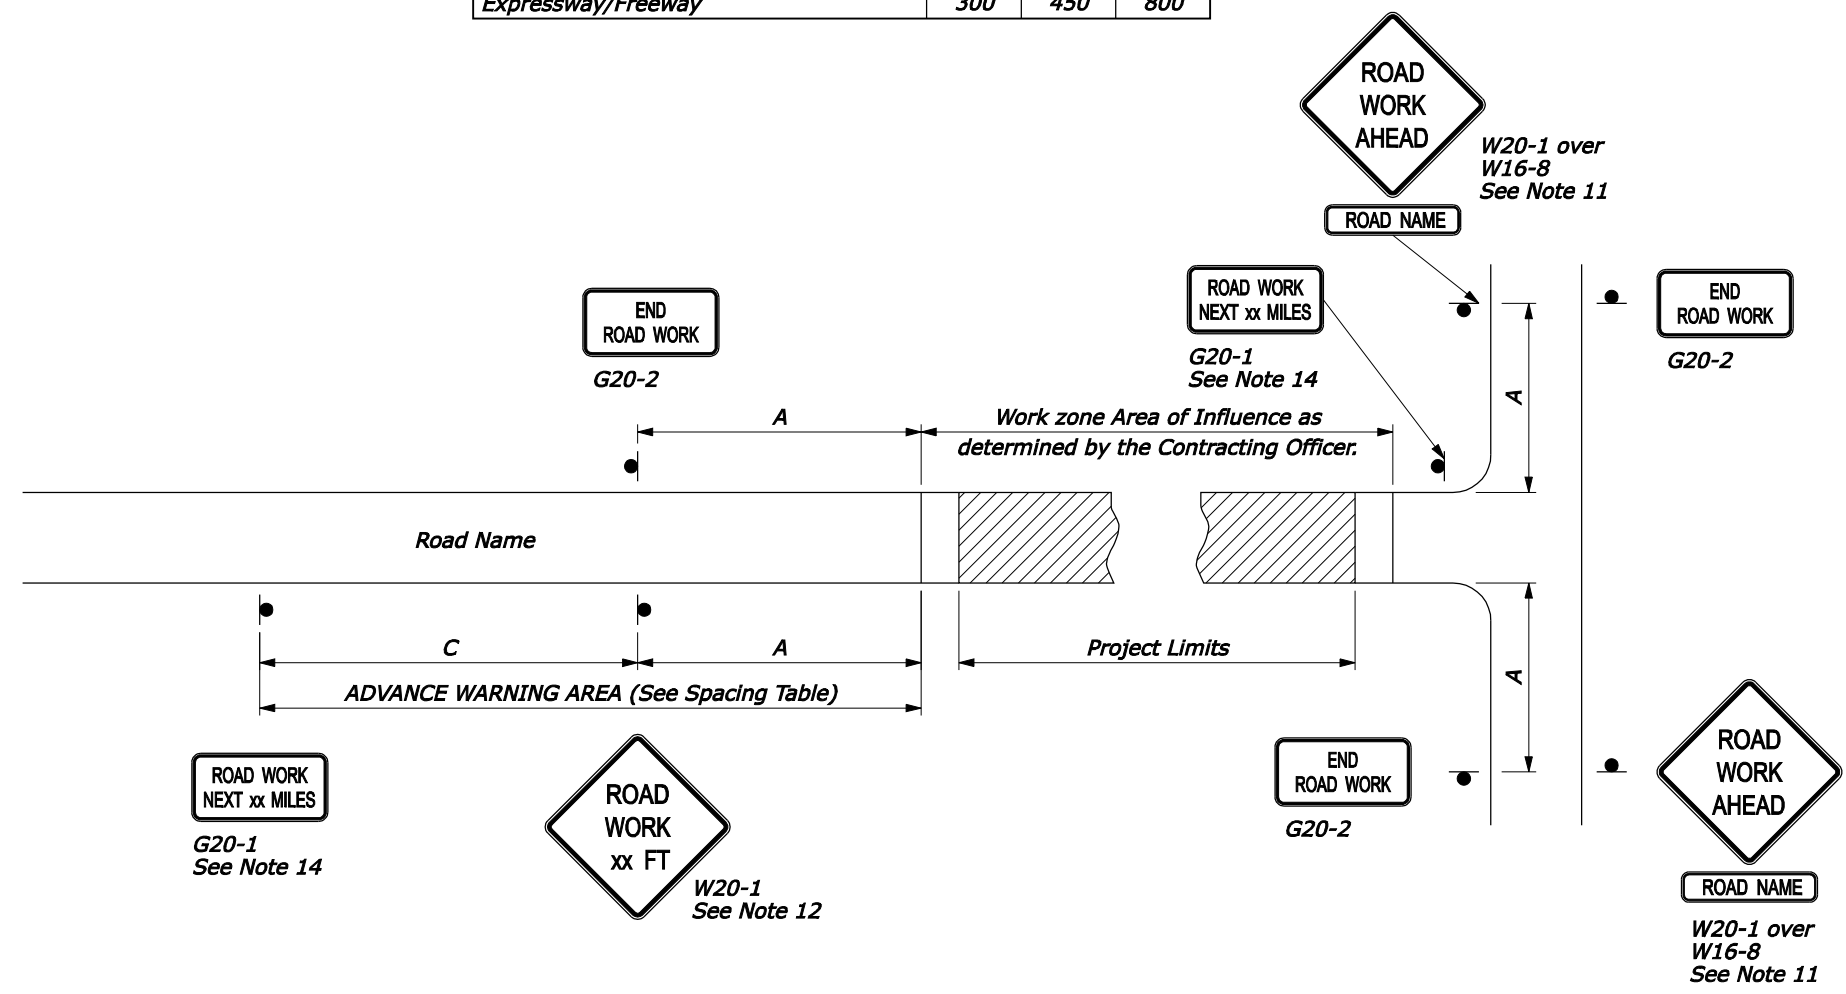 Expressway/Freeway 300 450 800
ROAD
WORK
AHEAD
W20-1 over
W16-8
See Note 11
ROAD NAME
ROAD WORK
NEXT xx MILES
G20-1
See Note 14
END
ROAD WORK
G20-2
END
ROAD WORK
G20-2
A
A
Work zone Area of Influence as
determined by the Contracting Officer.
Road Name
C
A
Project Limits
ADVANCE WARNING AREA (See Spacing Table)
A
ROAD WORK
NEXT xx MILES
G20-1
See Note 14
ROAD
WORK
xx FT
W20-1
See Note 12
END
ROAD WORK
G20-2
ROAD
WORK
AHEAD
ROAD NAME
W20-1 over
W16-8
See Note 11